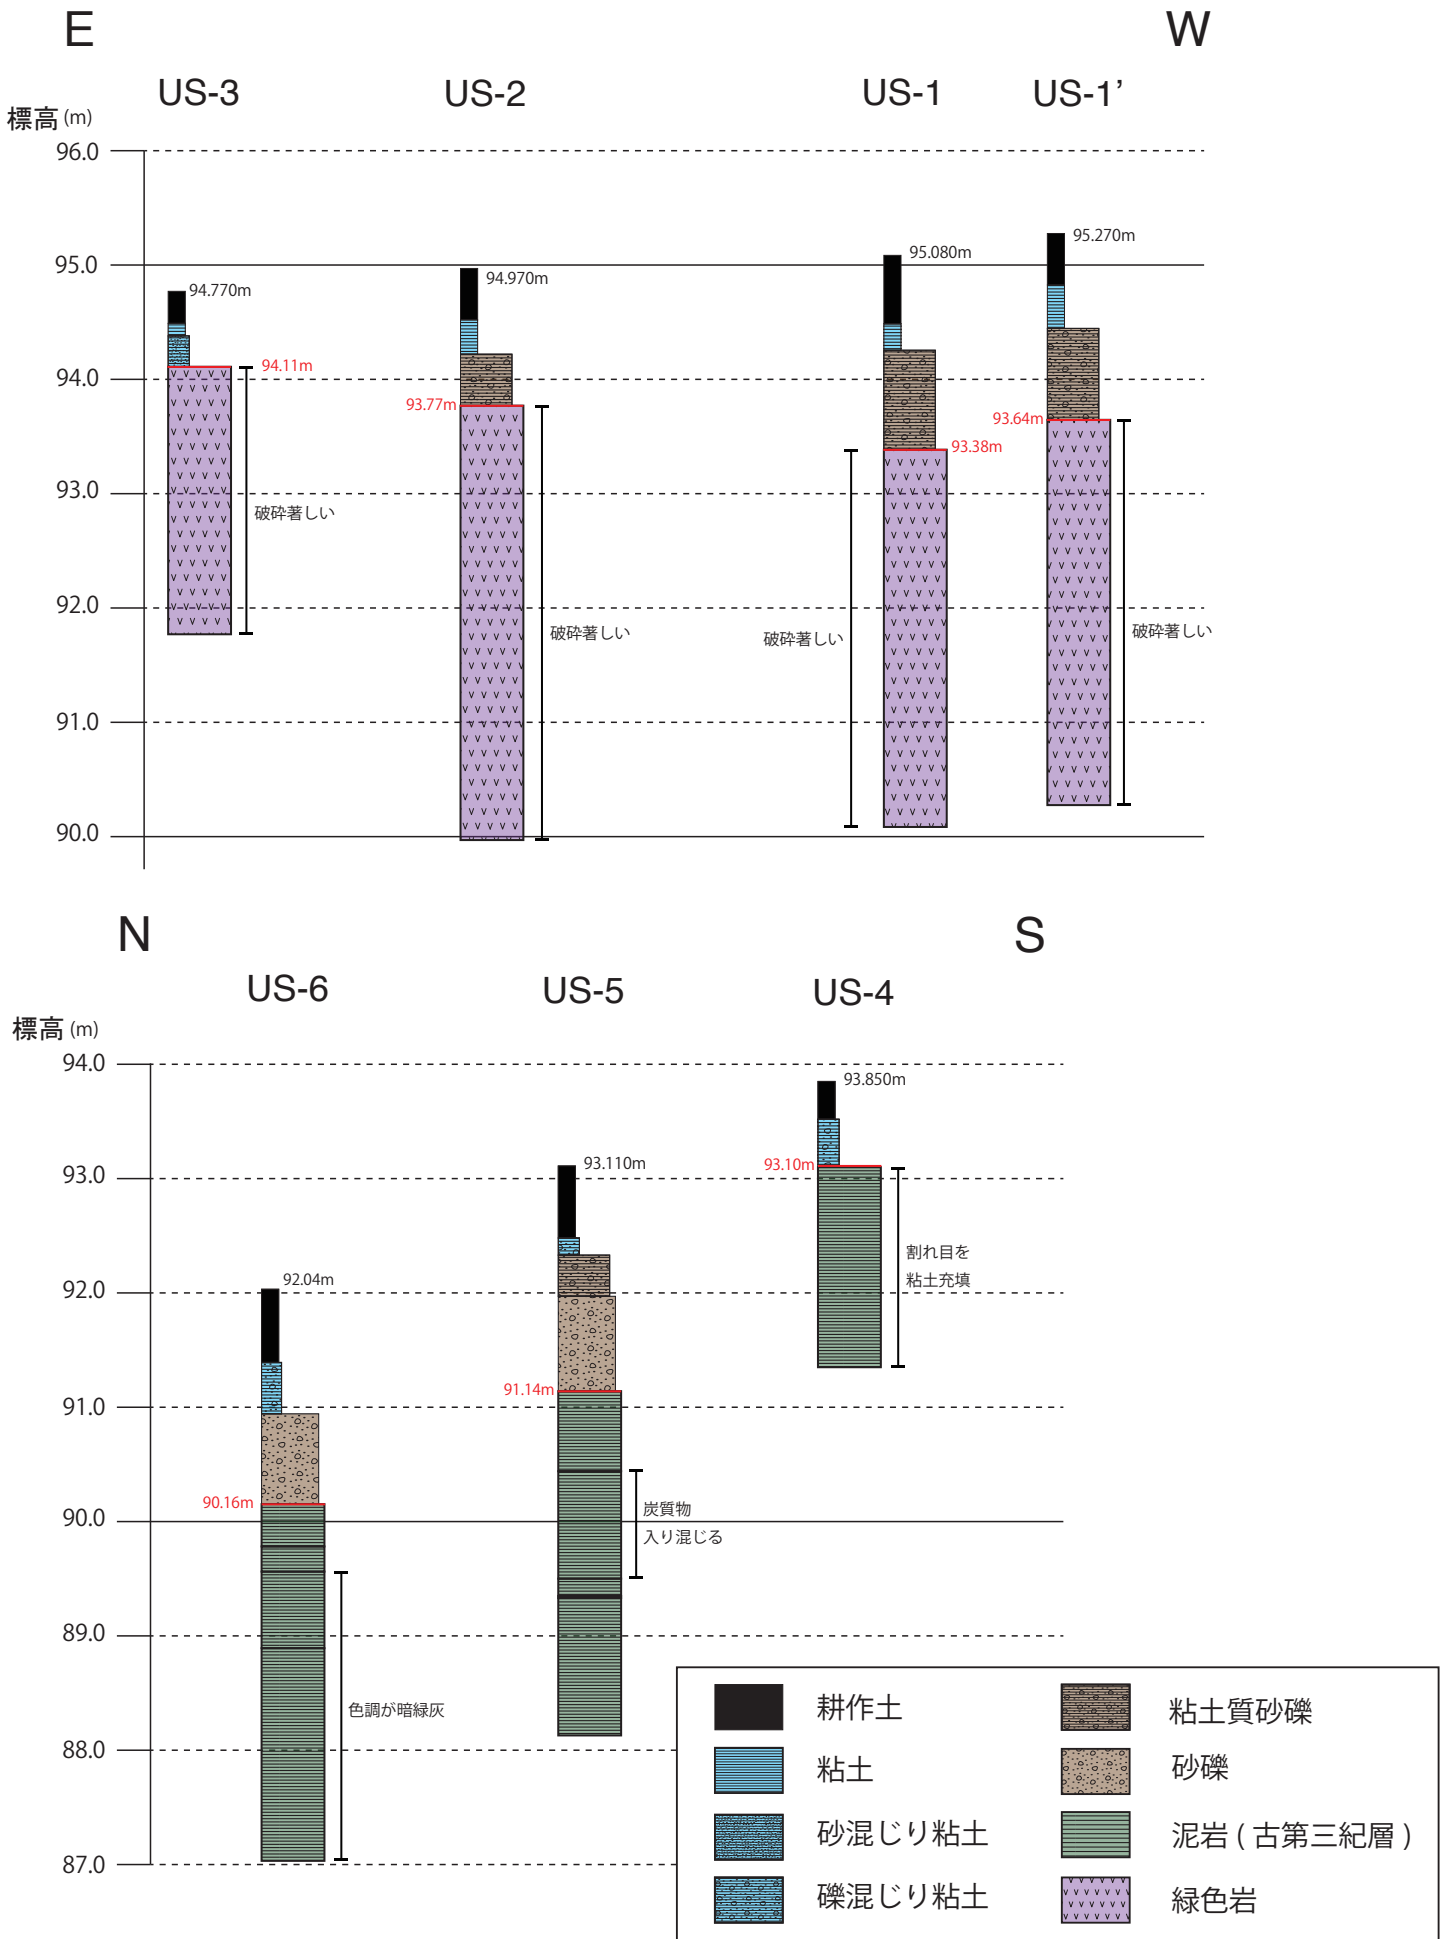 E
W
US-3
US-2
US-1
US-1’
標高 (m)
96.0
95.0
94.0
93.0
92.0
91.0
90.0
94.770m
94.970m
95.080m
95.270m
94.11m
93.77m
93.38m
93.64m
破砕著しい
破砕著しい
破砕著しい
破砕著しい
N
S
US-6
US-5
US-4
標高 (m)
94.0
93.0
92.0
91.0
90.0
89.0
88.0
87.0
92.04m
93.110m
93.850m
90.16m
91.14m
93.10m
割れ目を
粘土充填
炭質物
入り混じる
色調が暗緑灰
耕作土
粘土
砂混じり粘土
礫混じり粘土
粘土質砂礫
砂礫
泥岩 ( 古第三紀層 )
緑色岩